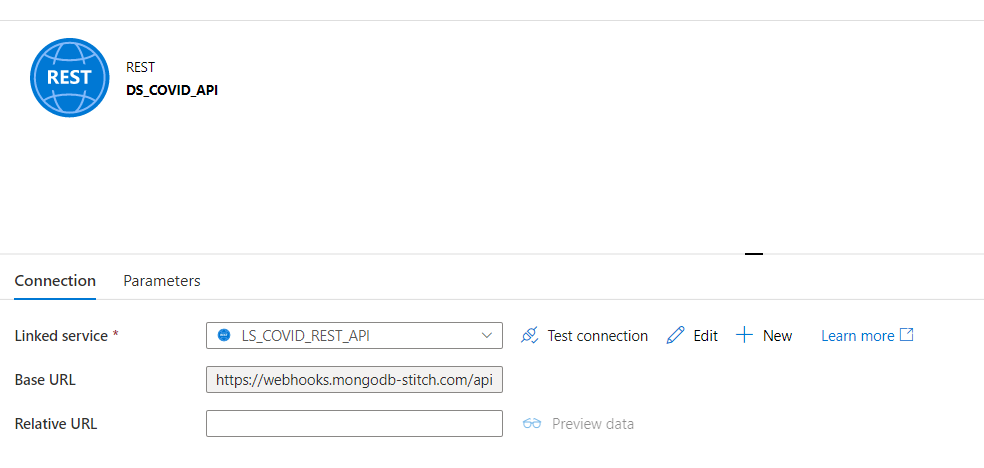 REST
REST
DS_COVID_API
Connection Parameters
Linked service * LS_COVID_REST_API Test connection Edit New Learn more
Base URL https://webhooks.mongodb-stitch.com/api
Relative URL Preview data